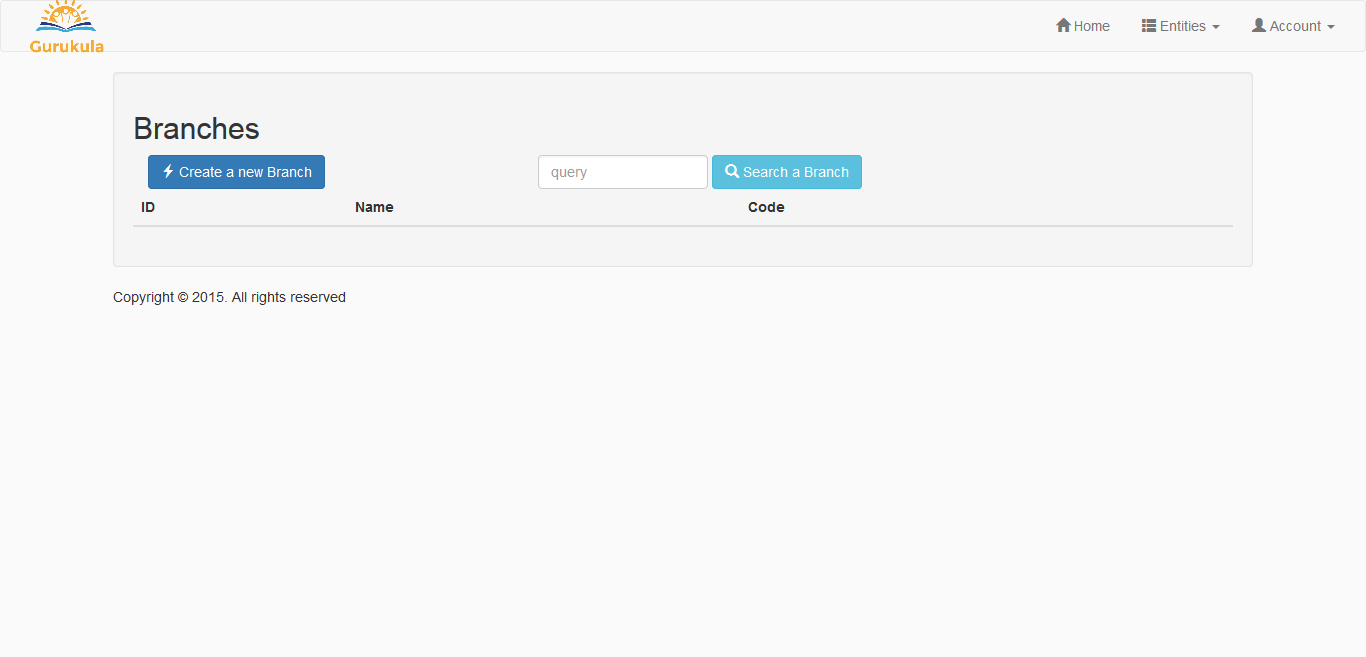 Gurukula
Home Entities Account
Branches
Create a new Branch query Search a Branch
ID Name Code
Copyright © 2015. All rights reserved